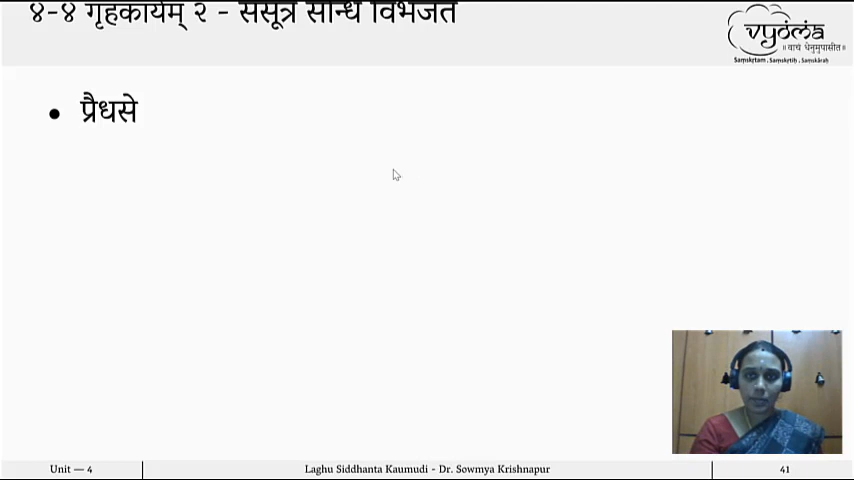 ४-४ गृहकार्यम् २ - ससूत्रं सन्धिं विभजत
vyoma
॥ वाचं धेनुमुपासीत ॥
Saṃskṛtam . Saṃskṛtiḥ . Saṃskāraḥ
• प्रैधसे
Unit — 4
Laghu Siddhanta Kaumudi - Dr. Sowmya Krishnapur
41